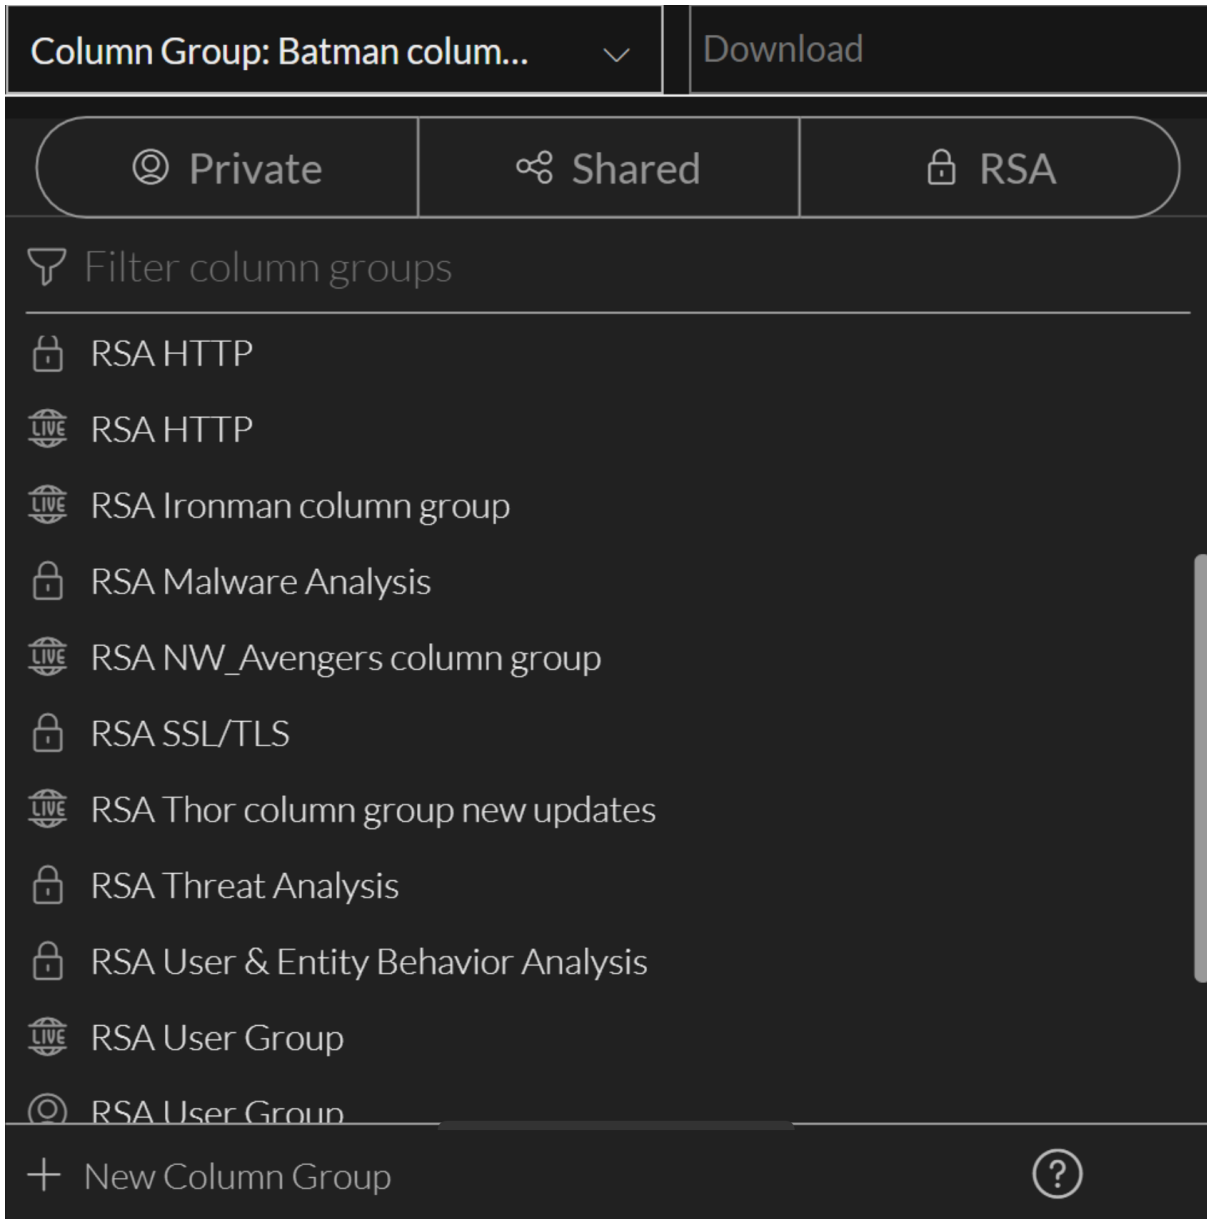 Column Group: Batman colum...
Download
Private
Shared
RSA
Filter column groups
RSA HTTP
LIVE RSA HTTP
LIVE RSA Ironman column group
RSA Malware Analysis
LIVE RSA NW_Avengers column group
RSA SSL/TLS
LIVE RSA Thor column group new updates
RSA Threat Analysis
RSA User & Entity Behavior Analysis
LIVE RSA User Group
RSA User Group
+ New Column Group
?